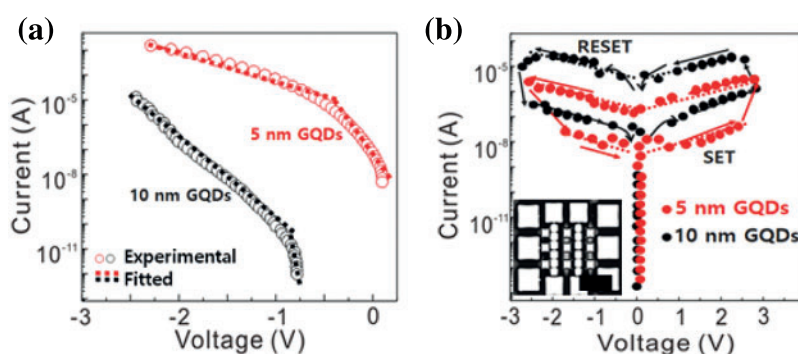 (a)
Current (A)
10⁻⁵
10⁻⁸
10⁻¹¹
5 nm GQDs
10 nm GQDs
Experimental
Fitted
-3 -2 -1 0
Voltage (V)
(b)
Current (A)
10⁻⁵
10⁻⁸
10⁻¹¹
RESET
SET
5 nm GQDs
10 nm GQDs
-3 -2 -1 0 1 2 3
Voltage (V)